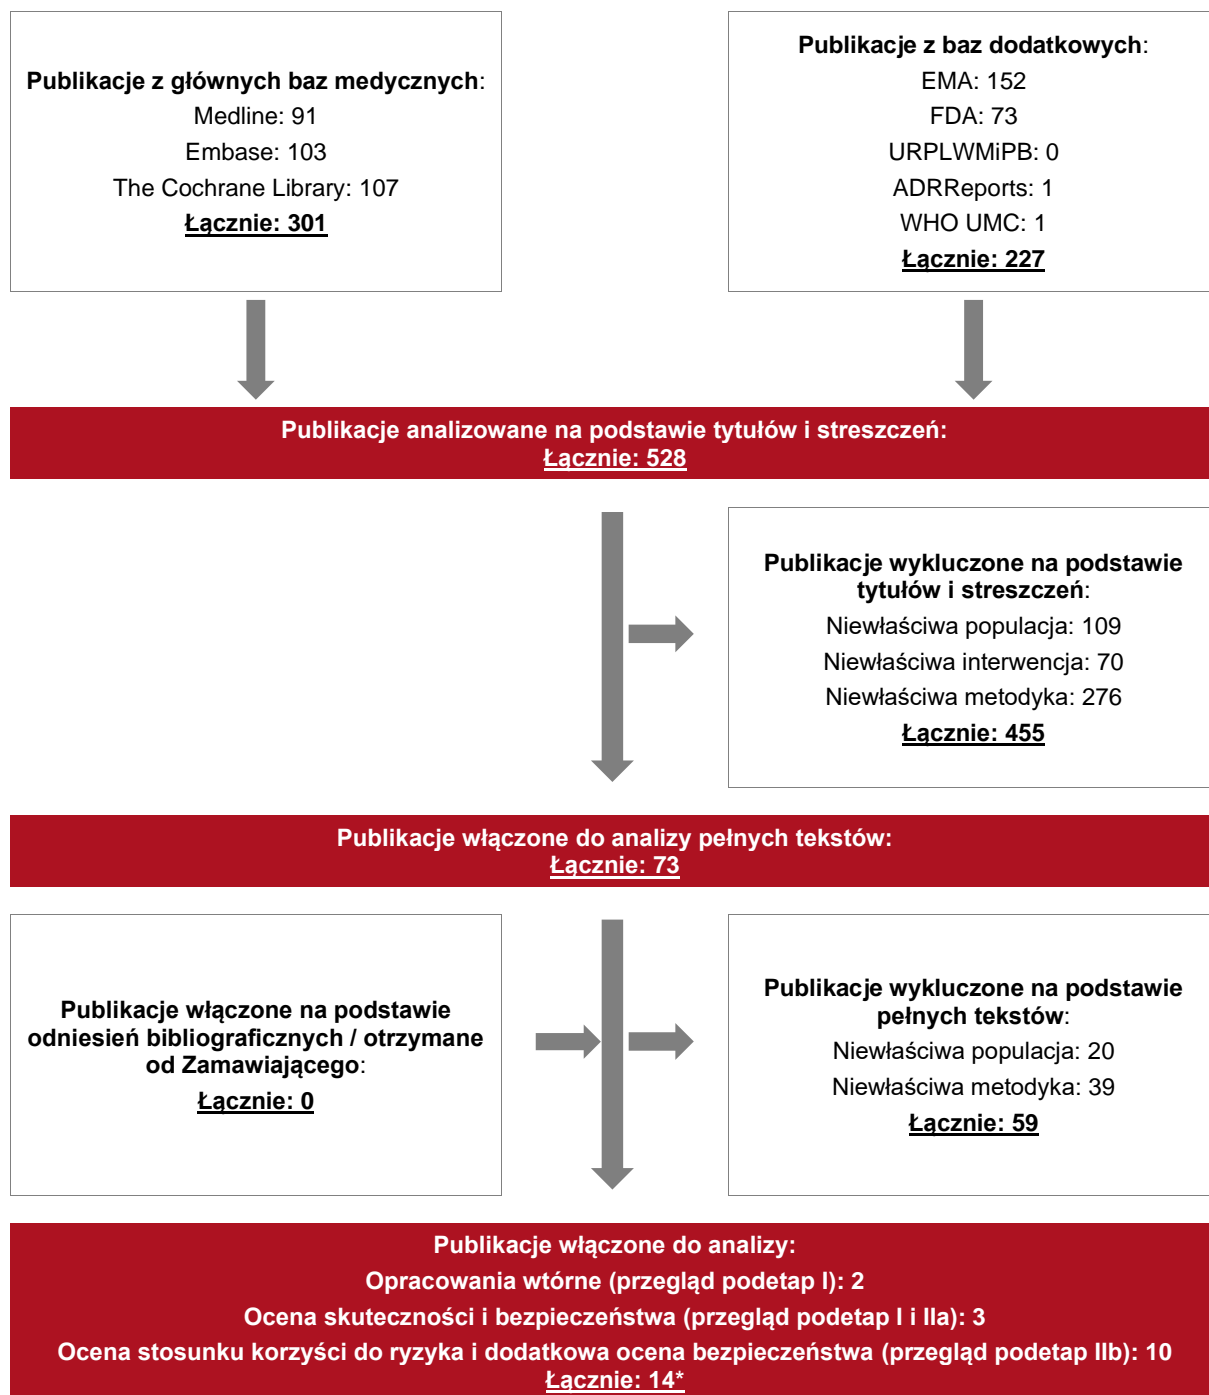 Publikacje z głównych baz medycznych:
Medline: 91
Embase: 103
The Cochrane Library: 107
Łącznie: 301
Publikacje z baz dodatkowych:
EMA: 152
FDA: 73
URPLWMiPB: 0
ADRReports: 1
WHO UMC: 1
Łącznie: 227
Publikacje analizowane na podstawie tytułów i streszczeń:
Łącznie: 528
Publikacje wykluczone na podstawie
tytułów i streszczeń:
Niewłaściwa populacja: 109
Niewłaściwa interwencja: 70
Niewłaściwa metodyka: 276
Łącznie: 455
Publikacje włączone do analizy pełnych tekstów:
Łącznie: 73
Publikacje włączone na podstawie
odniesień bibliograficznych / otrzymane
od Zamawiającego:
Łącznie: 0
Publikacje wykluczone na podstawie
pełnych tekstów:
Niewłaściwa populacja: 20
Niewłaściwa metodyka: 39
Łącznie: 59
Publikacje włączone do analizy:
Opracowania wtórne (przegląd podetap I): 2
Ocena skuteczności i bezpieczeństwa (przegląd podetap I i IIa): 3
Ocena stosunku korzyści do ryzyka i dodatkowa ocena bezpieczeństwa (przegląd podetap IIb): 10
Łącznie: 14*